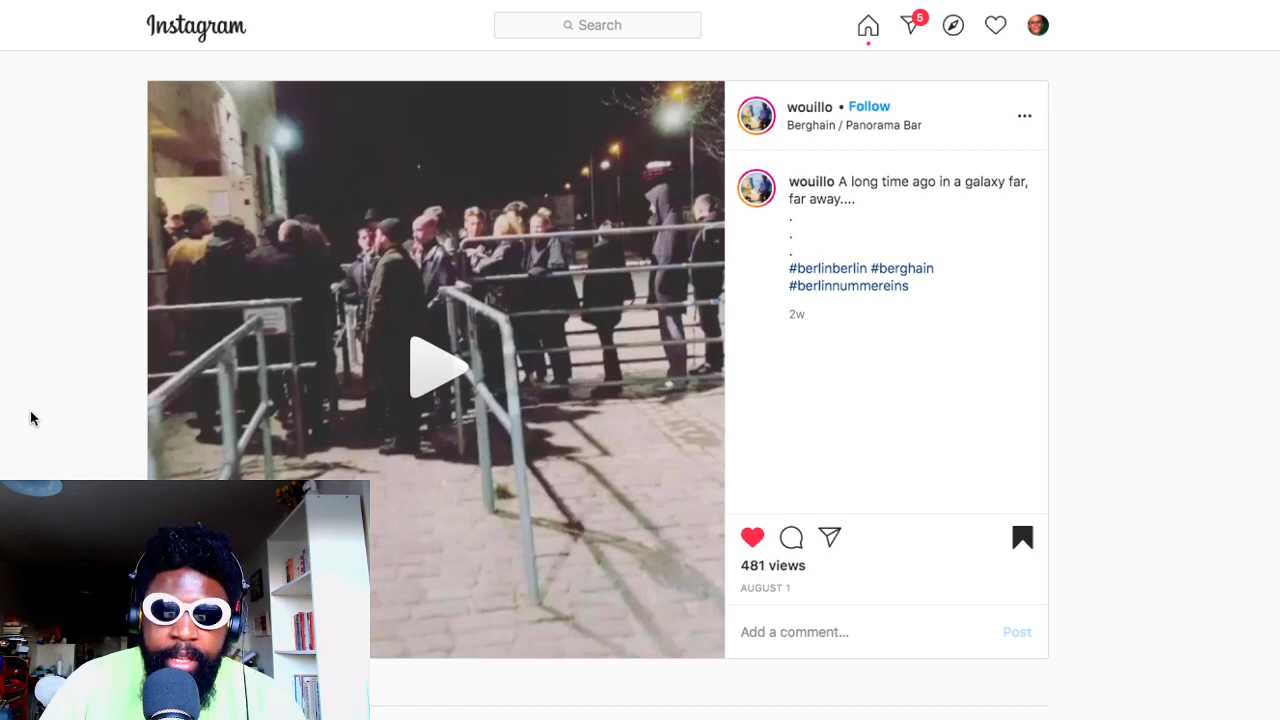 Instagram
Search
5
wouillo • Follow
Berghain / Panorama Bar
wouillo A long time ago in a galaxy far,
far away....
.
.
.
#berlinberlin #berghain
#berlinnummereins
2w
481 views
AUGUST 1
Add a comment...
Post